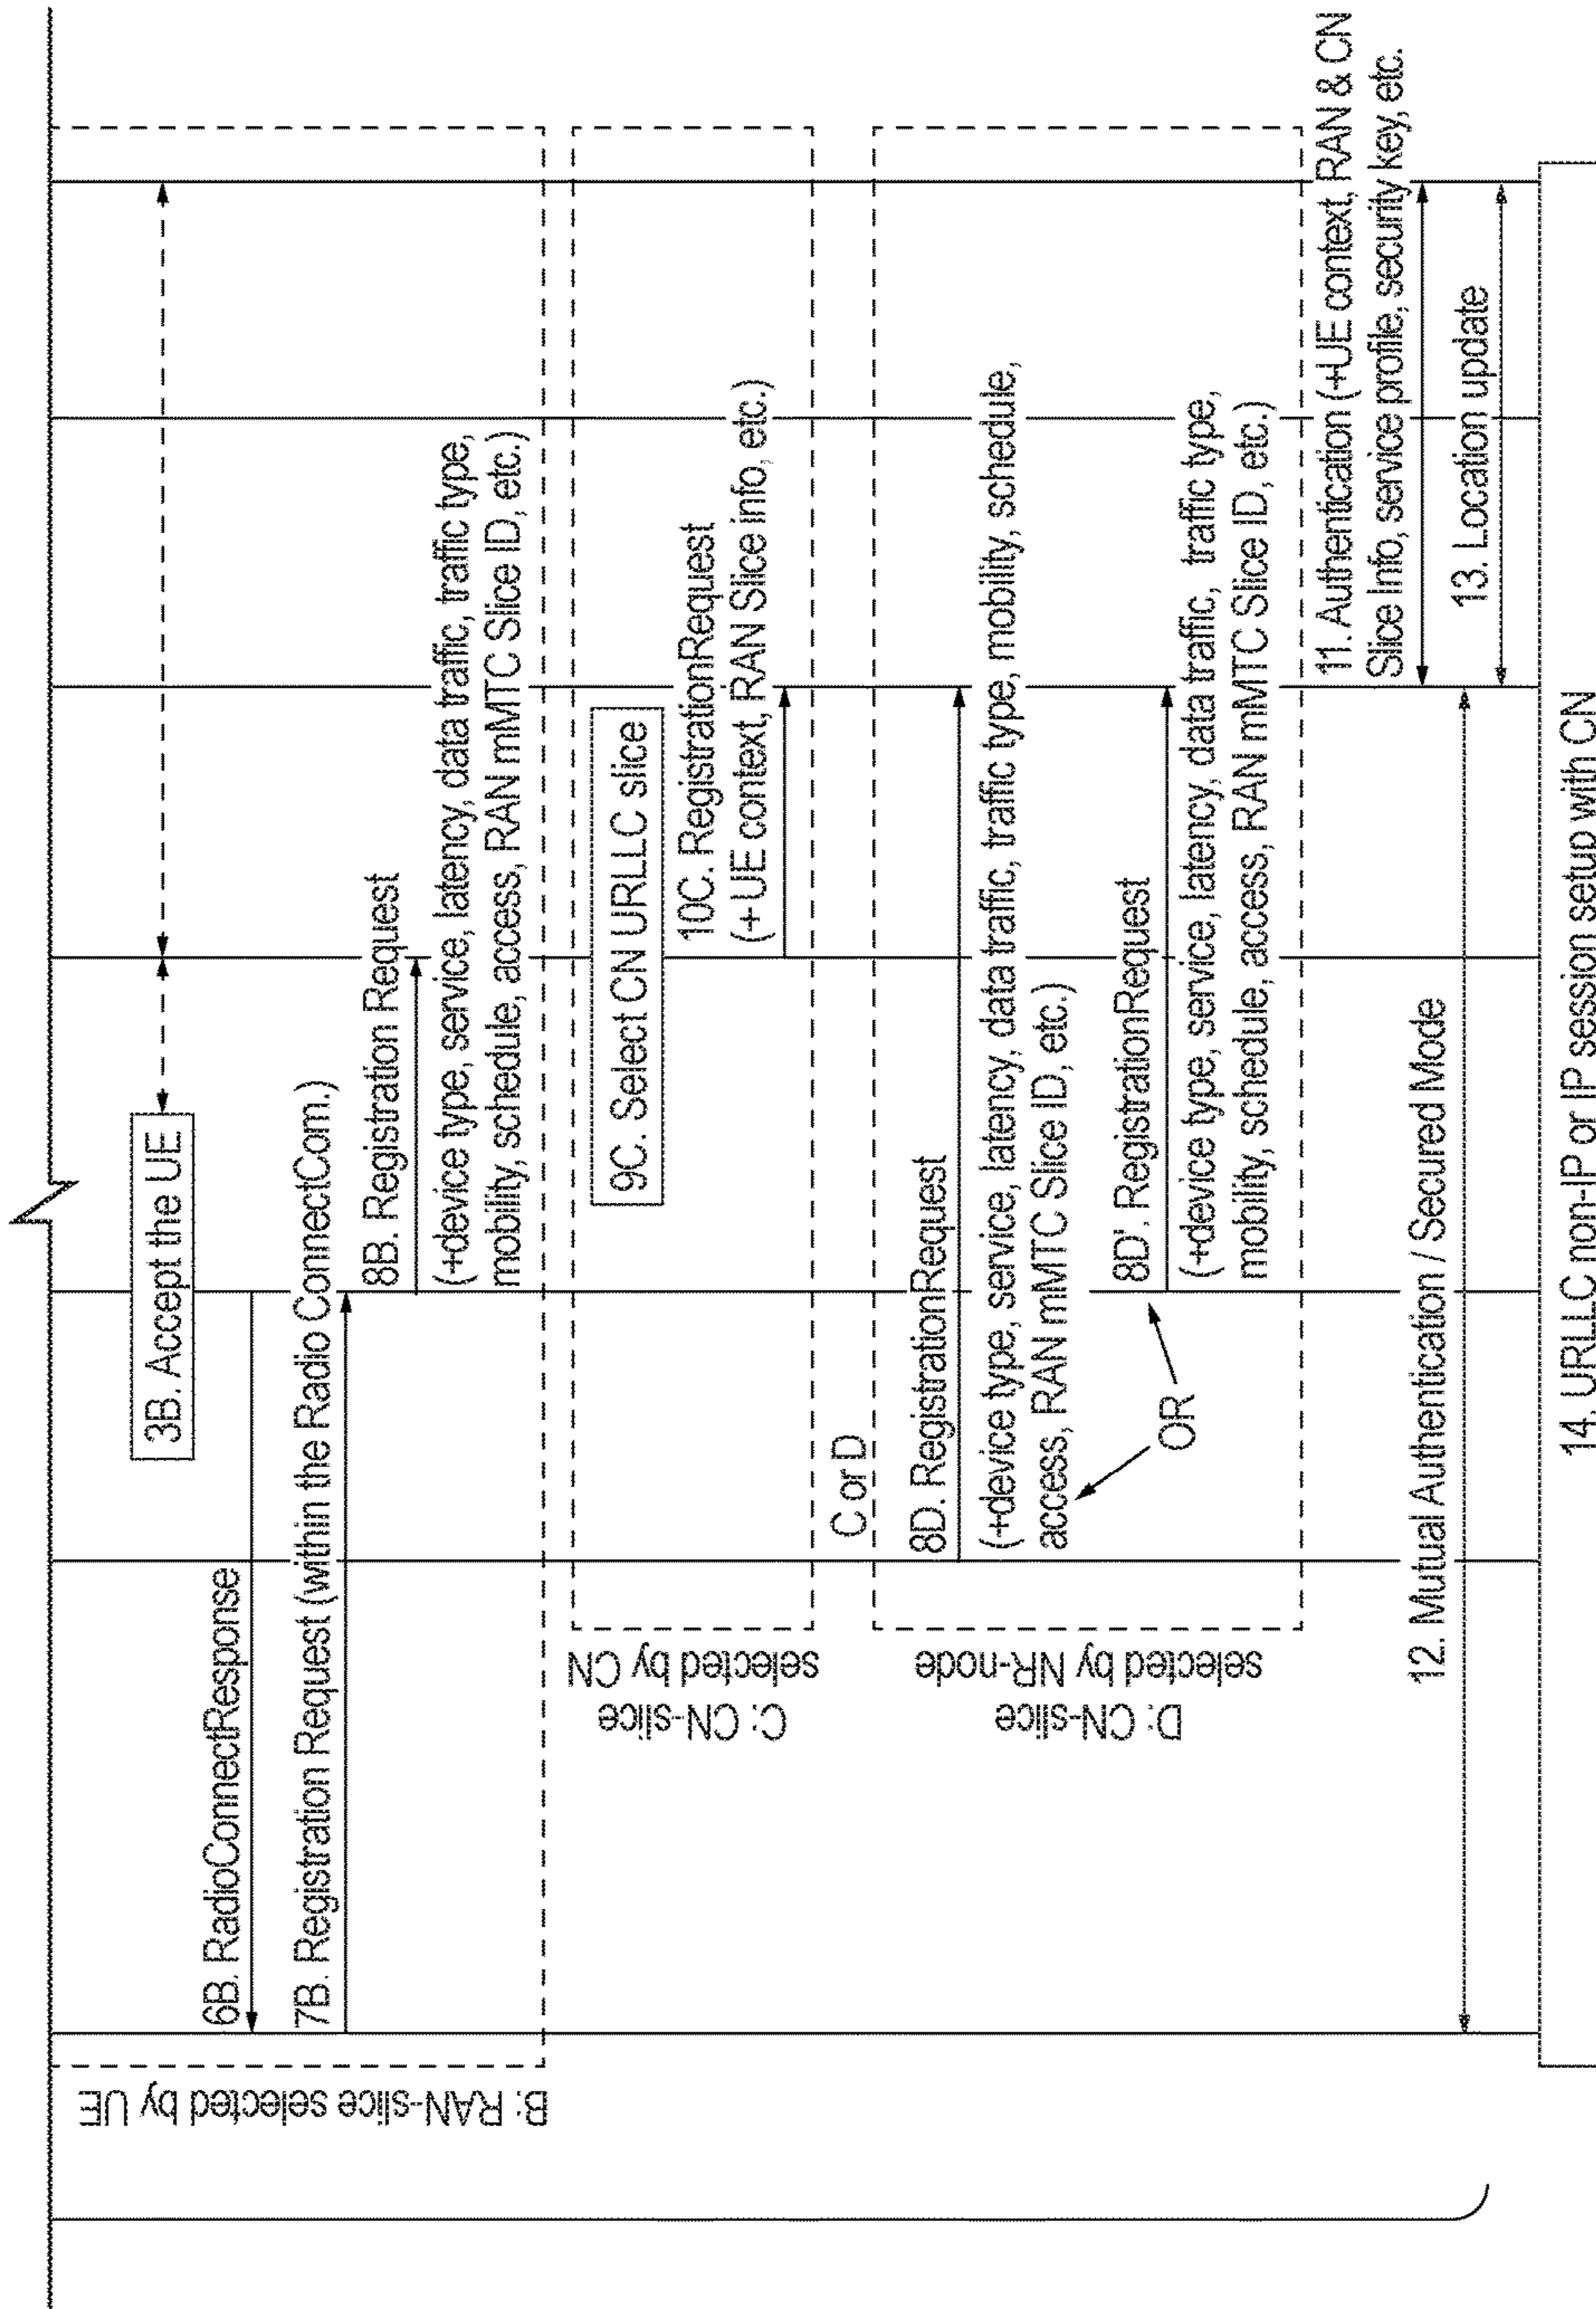 B: RAN-slice selected by UE
3B. Accept the UE
6B. RadioConnectResponse
7B. Registration Request (within the Radio ConnectCom.)
8B. Registration Request
(+device type, service, latency, data traffic, traffic type,
mobility, schedule, access, RAN mMTC Slice ID, etc.)
C: CN-slice
selected by CN
9C. Select CN URLLC slice
10C. RegistrationRequest
(+ UE context, RAN Slice info, etc.)
C or D
D: CN-slice
selected by NR-node
8D. RegistrationRequest
(+device type, service, latency, data traffic, traffic type, mobility, schedule,
access, RAN mMTC Slice ID, etc.)
OR
8D'. RegistrationRequest
(+device type, service, latency, data traffic, traffic type,
mobility, schedule, access, RAN mMTC Slice ID, etc.)
11. Authentication (+UE context, RAN & CN
Slice Info, service profile, security key, etc.
12. Mutual Authentication / Secured Mode
13. Location update
14. URLLC non-IP or IP session setup with CN